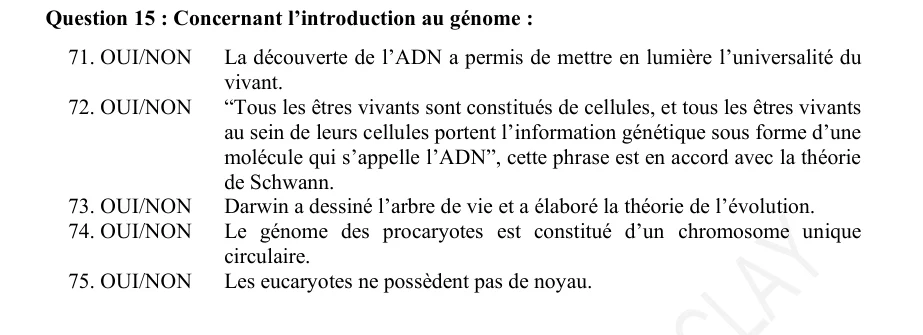 Question 15 : Concernant l’introduction au génome :
71. OUI/NON La découverte de l’ADN a permis de mettre en lumière l’universalité du
vivant.
72. OUI/NON “Tous les êtres vivants sont constitués de cellules, et tous les êtres vivants
au sein de leurs cellules portent l’information génétique sous forme d’une
molécule qui s’appelle l’ADN”, cette phrase est en accord avec la théorie
de Schwann.
73. OUI/NON Darwin a dessiné l’arbre de vie et a élaboré la théorie de l’évolution.
74. OUI/NON Le génome des procaryotes est constitué d’un chromosome unique
circulaire.
75. OUI/NON Les eucaryotes ne possèdent pas de noyau.
CLAY